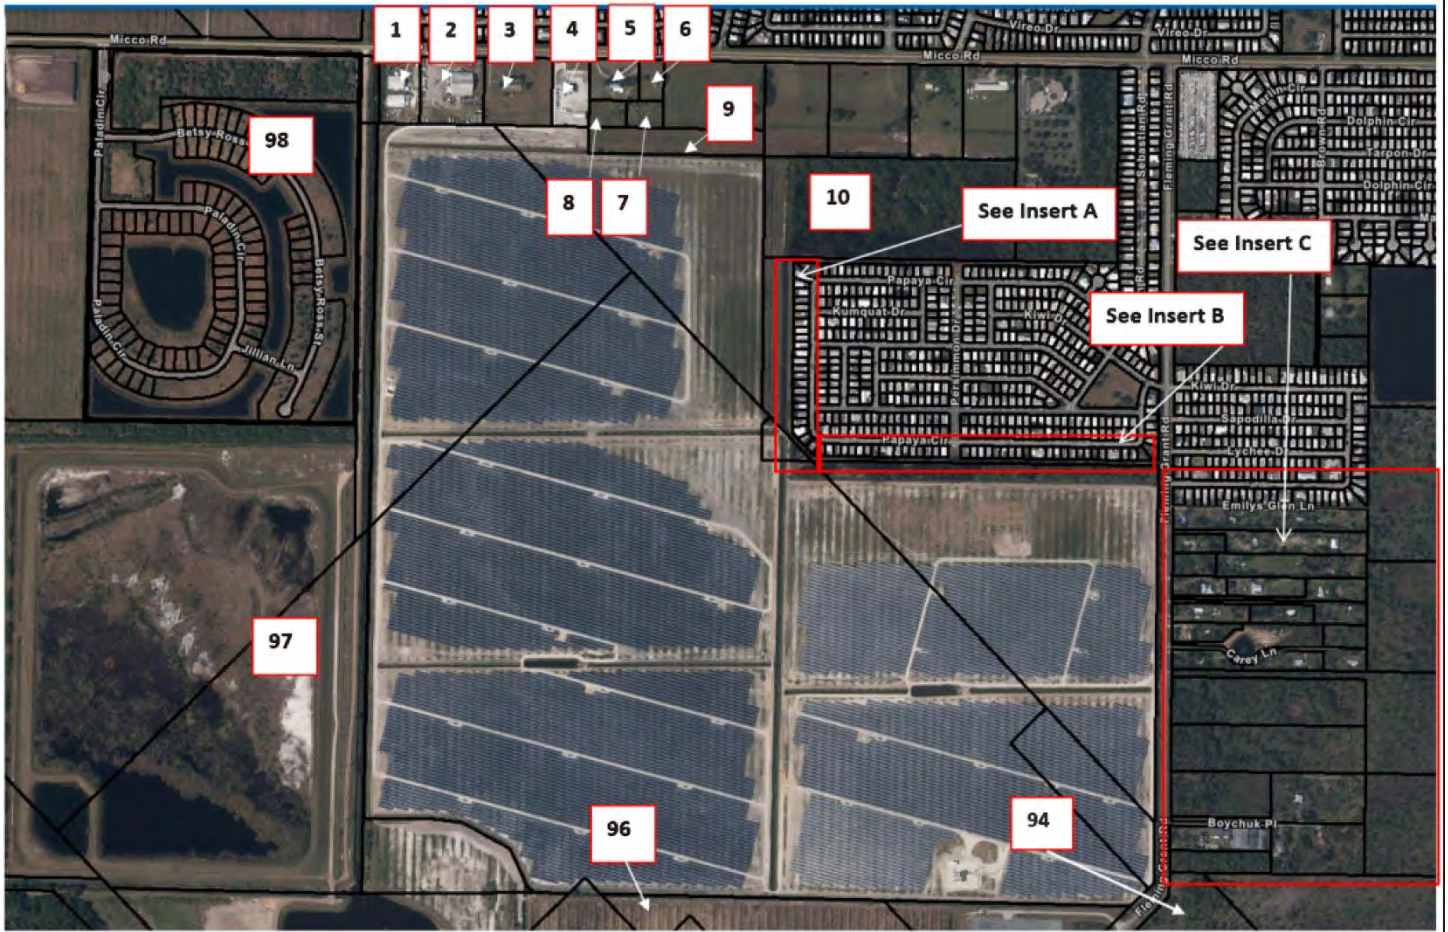 1
2
3
4
5
6
Vireo Dr
Vireo Dr
Micco Rd
Micco Rd
Micco Rd
Paladin Cir
Betsy Ross
98
9
8
7
10
See Insert A
See Insert C
See Insert B
Sebastian Rd
Fleming Grant Rd
Marlin Cir
Brown Rd
Dolphin Cir
Tarpon Dr
Dolphin Cir
Ma
Paladin Cir
Betsy Ross St
Paladin Cir
Jillian Ln
Papaya Cir
Kumquat Dr
Kiwi D
Persimmon Dr
Rd
Kiwi Dr
Sapodilla Dr
Papaya Cir
Lychee Dr
Fleming Grant Rd
Emilys Glen Ln
97
Carey Ln
96
94
Boychuk Pl
Fleming Grant Rd